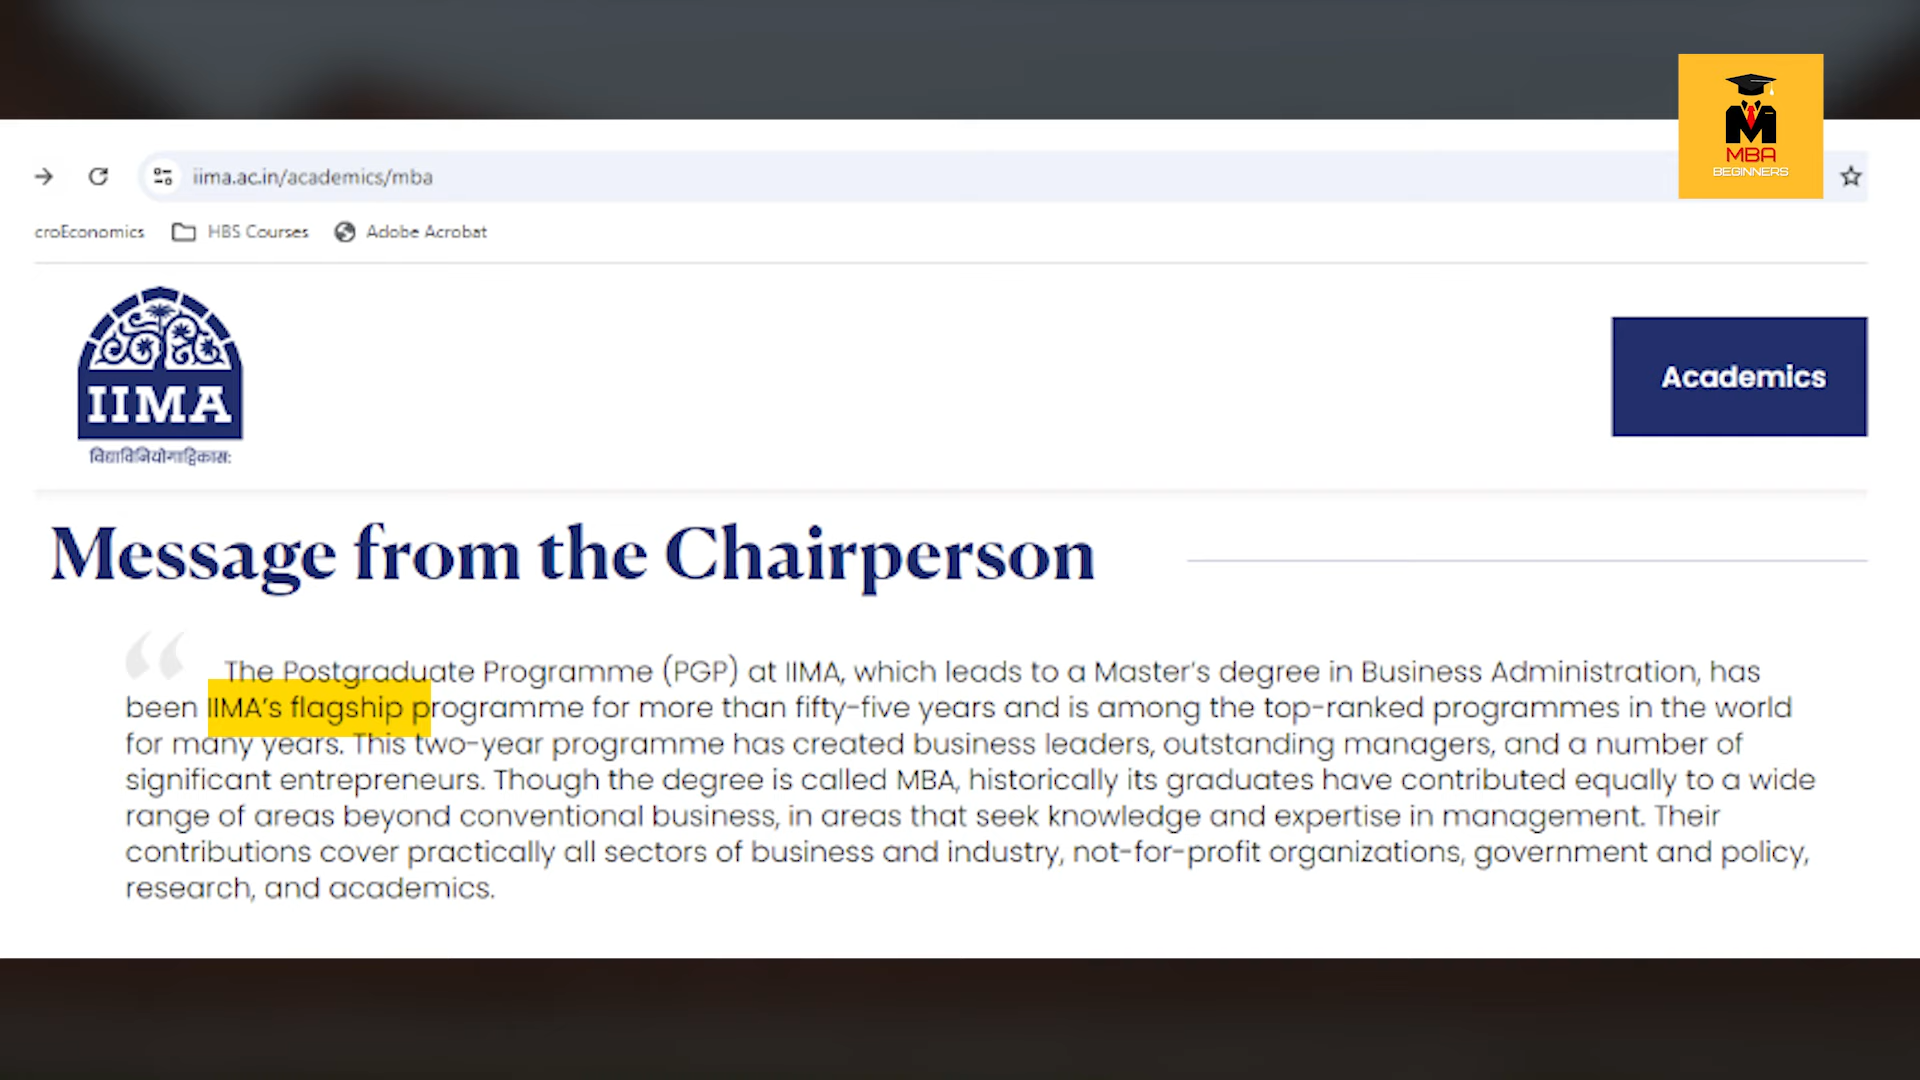 MBA
BEGINNERS
iima.ac.in/academics/mba
croEconomics HBS Courses Adobe Acrobat
IIMA
विद्याविनियोगाद्विकास:
Academics
Message from the Chairperson
“ The Postgraduate Programme (PGP) at IIMA, which leads to a Master’s degree in Business Administration, has
been IIMA’s flagship programme for more than fifty-five years and is among the top-ranked programmes in the world
for many years. This two-year programme has created business leaders, outstanding managers, and a number of
significant entrepreneurs. Though the degree is called MBA, historically its graduates have contributed equally to a wide
range of areas beyond conventional business, in areas that seek knowledge and expertise in management. Their
contributions cover practically all sectors of business and industry, not-for-profit organizations, government and policy,
research, and academics.